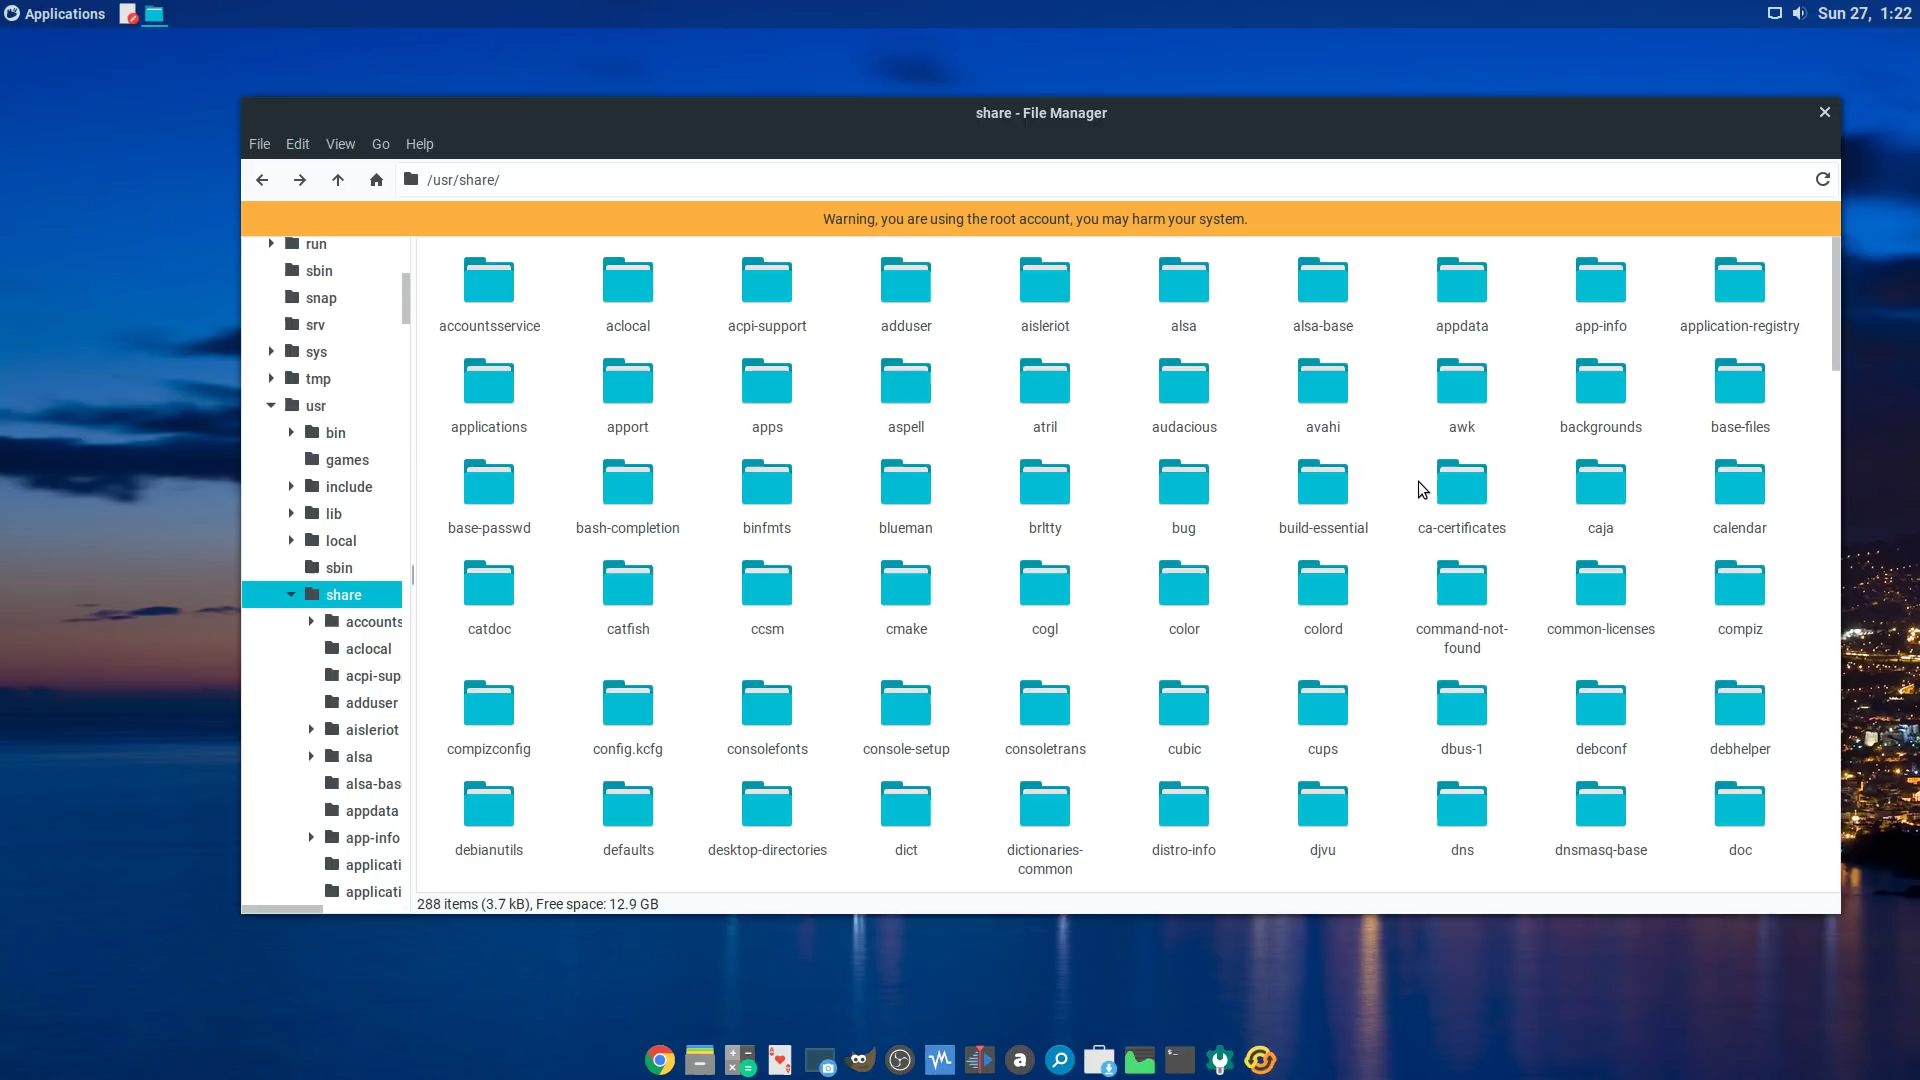 Applications
Sun 27, 1:22
share - File Manager
File Edit View Go Help
/usr/share/
Warning, you are using the root account, you may harm your system.
run
sbin
snap
srv
sys
tmp
usr
bin
games
include
lib
local
sbin
share
accounts
aclocal
acpi-sup
adduser
aisleriot
alsa
alsa-bas
appdata
app-info
applicati
applicati
accountsservice aclocal acpi-support adduser aisleriot alsa alsa-base appdata app-info application-registry
applications apport apps aspell atril audacious avahi awk backgrounds base-files
base-passwd bash-completion binfmts blueman brltty bug build-essential ca-certificates caja calendar
catdoc catfish ccsm cmake cogl color colord command-not-
found common-licenses compiz
compizconfig config.kcfg consolefonts console-setup consoletrans cubic cups dbus-1 debconf debhelper
debianutils defaults desktop-directories dict dictionaries-
common distro-info djvu dns dnsmasq-base doc
288 items (3.7 kB), Free space: 12.9 GB